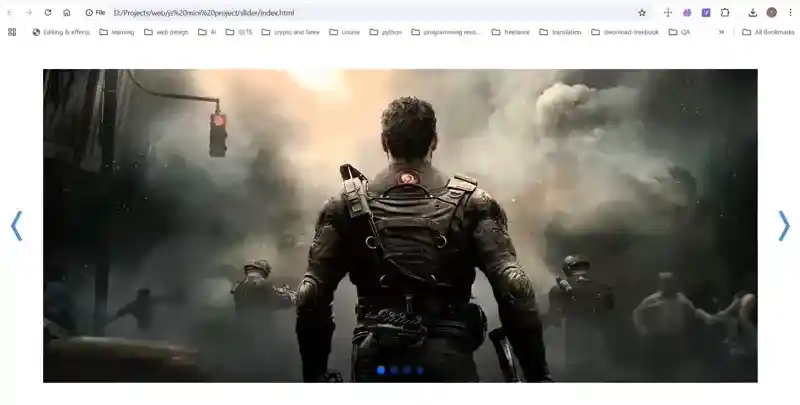 File D:/Projects/web/js%20mini%20project/slider/index.html
Editing & effects learning web design AI IELTS crypto and forex course python programming reso... freelance translation download-freebook QA » All Bookmarks